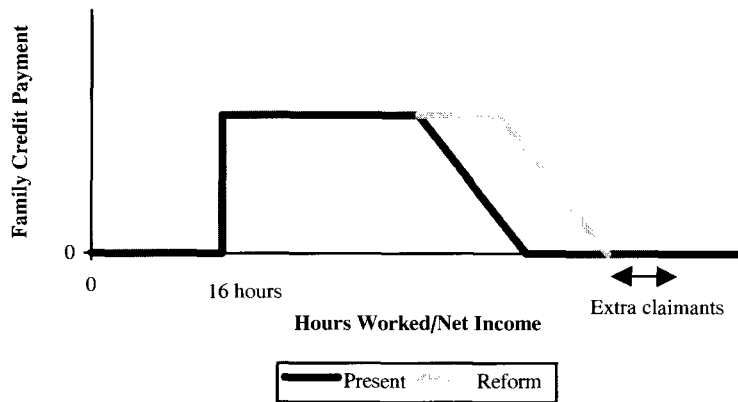 Family Credit Payment
0
0
16 hours
Extra claimants
Hours Worked/Net Income
Present Reform